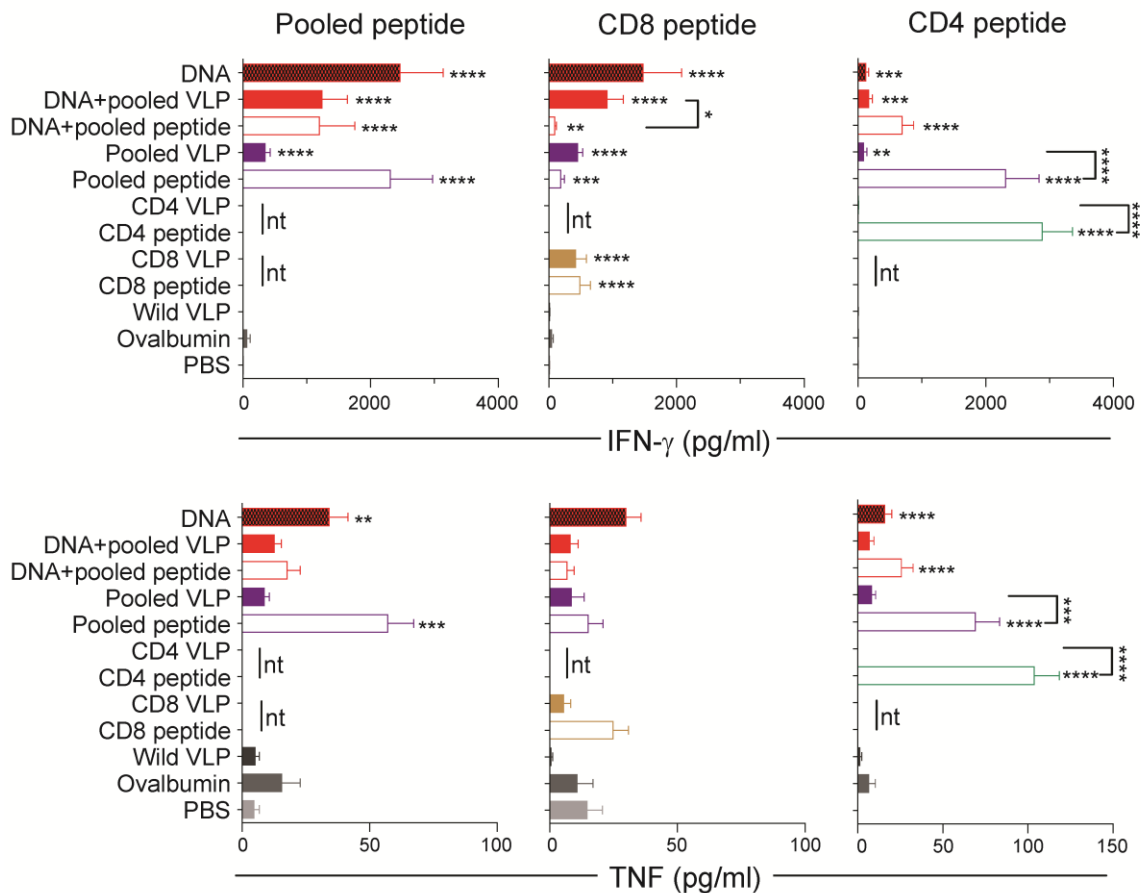 Pooled peptide CD8 peptide CD4 peptide
DNA **** **** ***
DNA+pooled VLP **** **** * ***
DNA+pooled peptide **** ** ****
Pooled VLP **** **** ** ****
Pooled peptide **** *** ****
CD4 VLP nt nt ****
CD4 peptide ****
CD8 VLP nt **** nt
CD8 peptide ****
Wild VLP
Ovalbumin
PBS
0 2000 4000 0 2000 4000 0 2000 4000
IFN-γ (pg/ml)
DNA ** ****
DNA+pooled VLP
DNA+pooled peptide ****
Pooled VLP ***
Pooled peptide *** ****
CD4 VLP nt nt ****
CD4 peptide ****
CD8 VLP nt nt
CD8 peptide
Wild VLP
Ovalbumin
PBS
0 50 100 0 50 100 0 50 100 150
TNF (pg/ml)